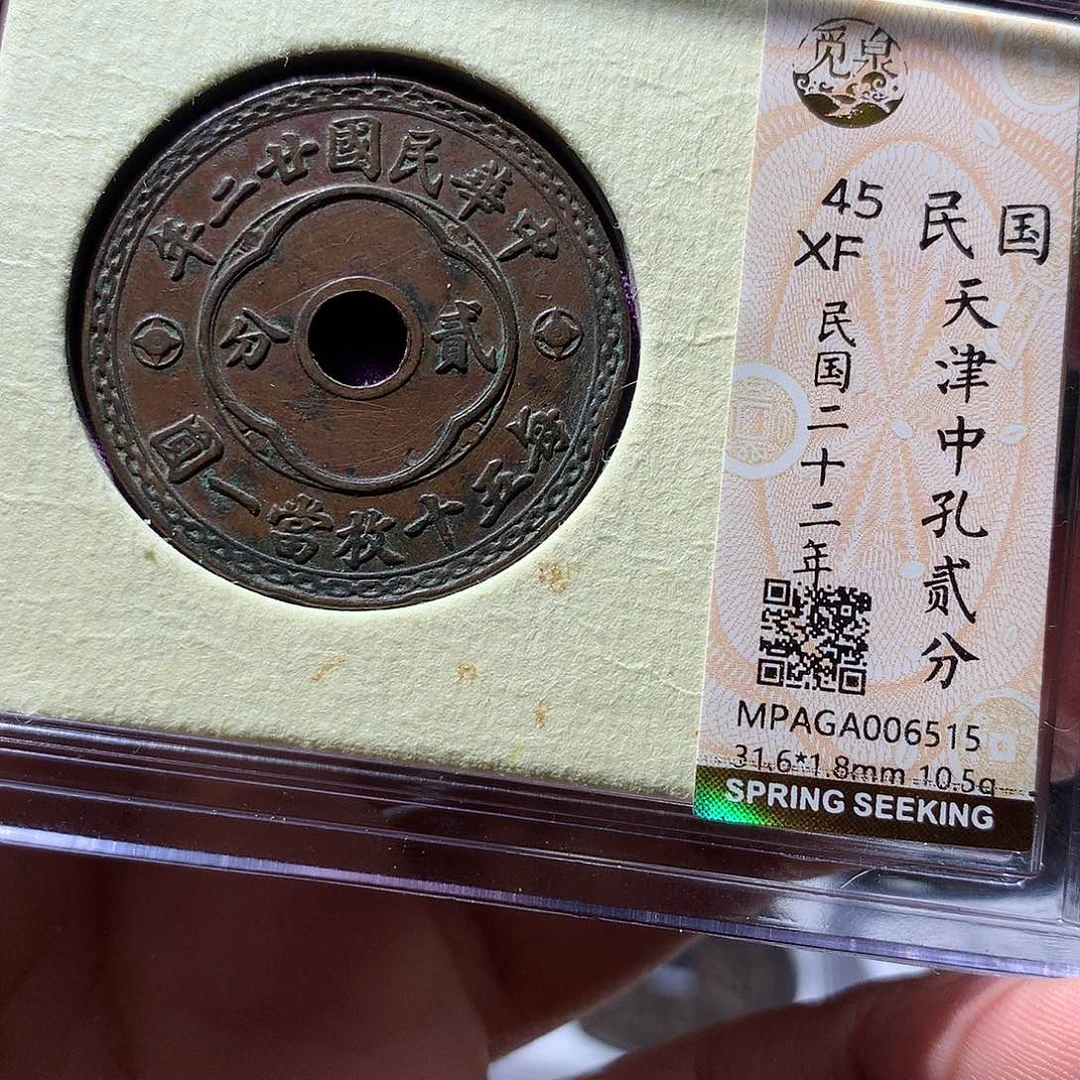 中華民國廿二年
貳分
每五十枚當一圓
觅泉
45
XF
民国
天津中孔贰分
民国二十二年
MPAGA006515
31.6*1.8mm 10.5g
SPRING SEEKING